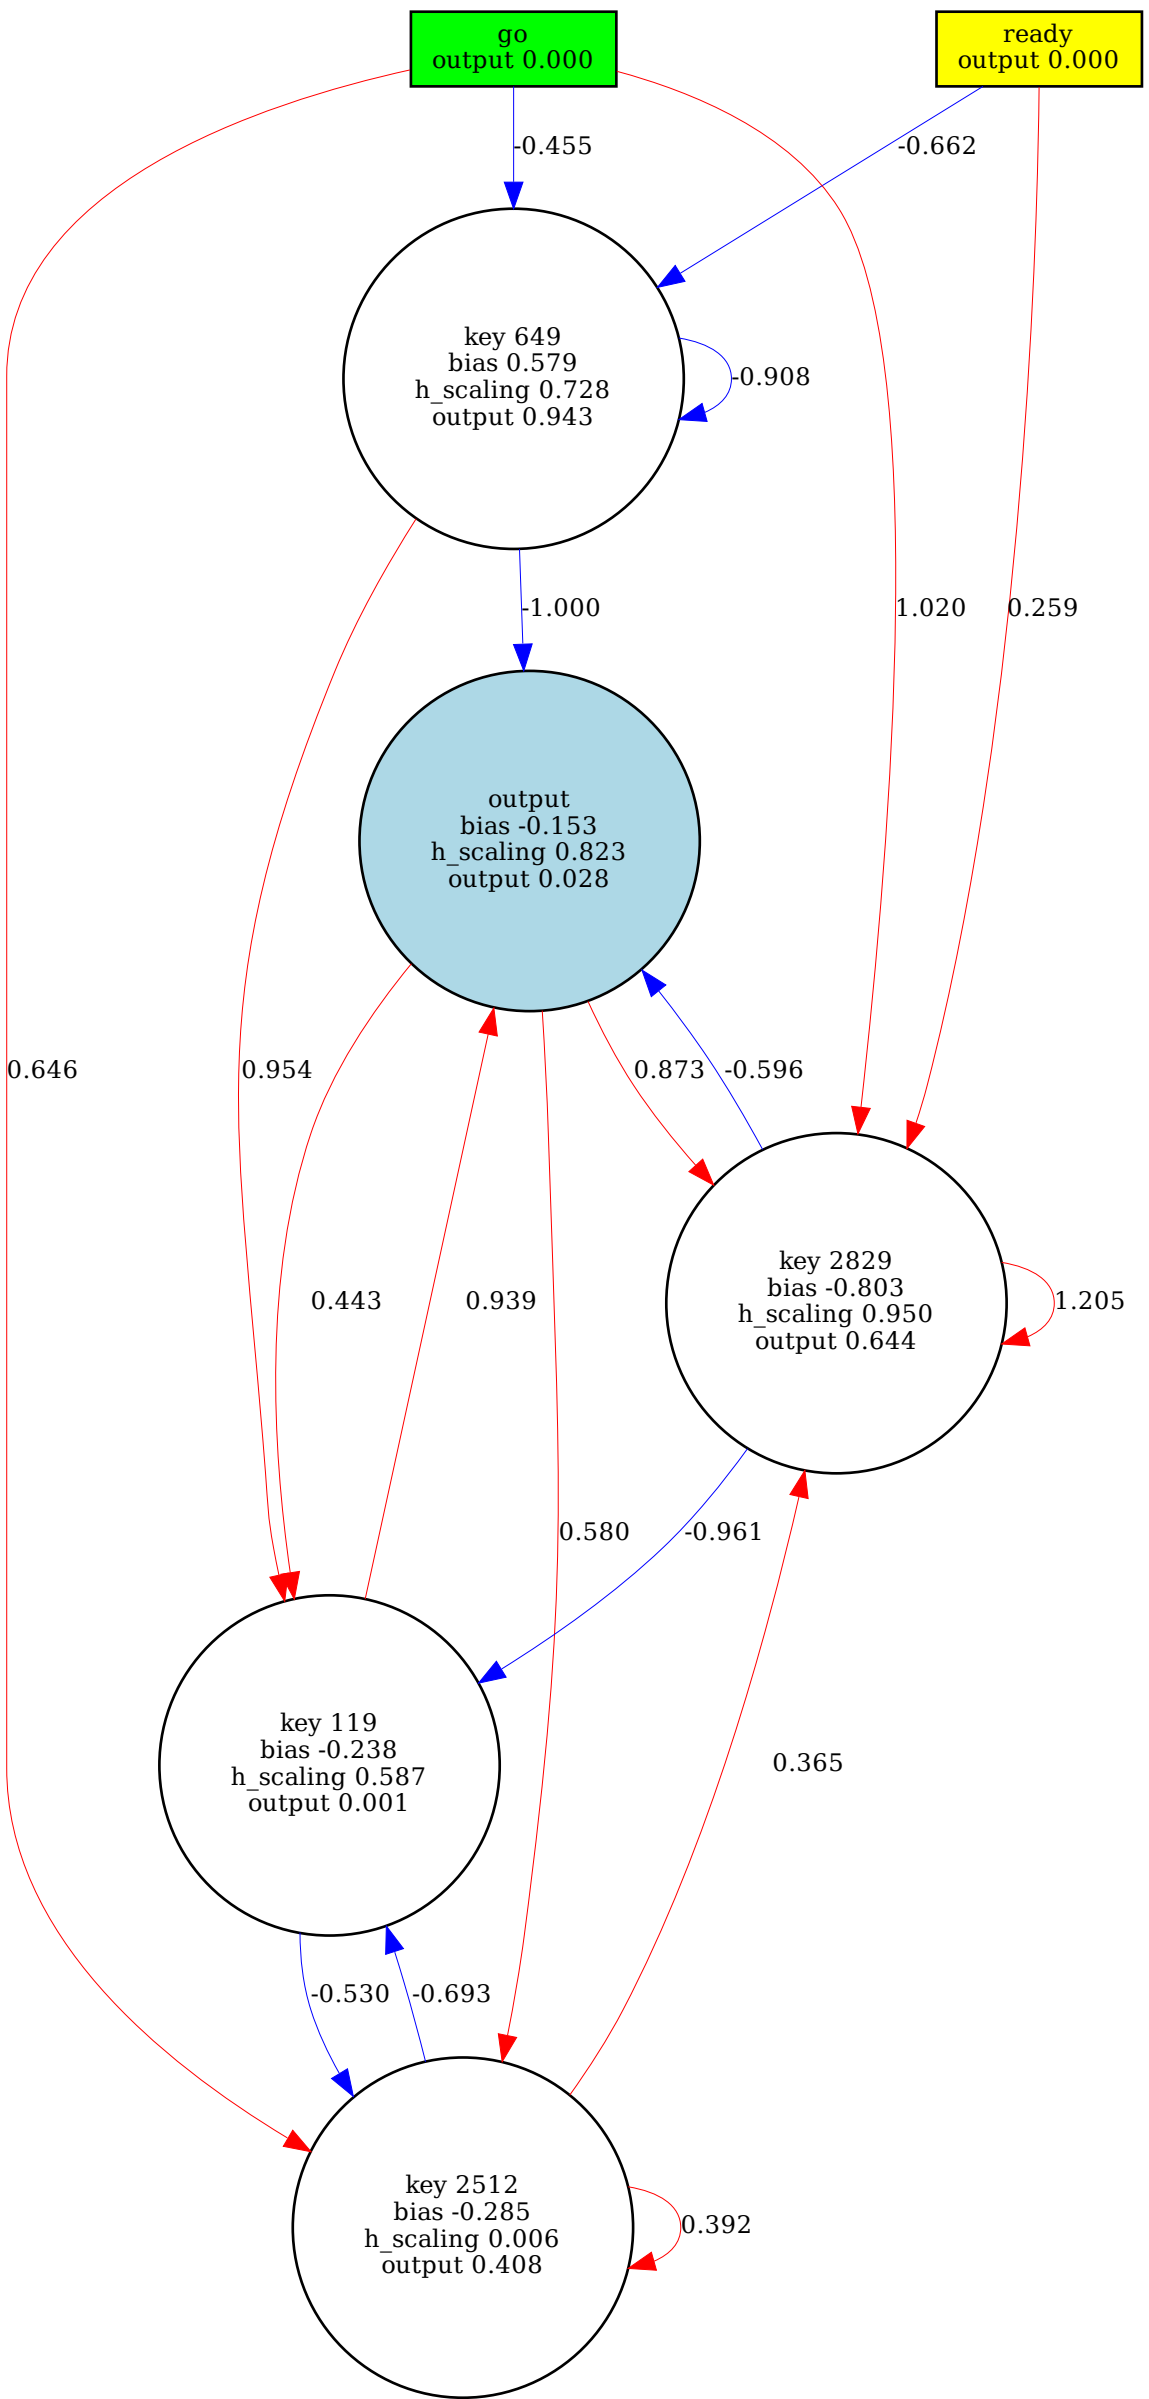 go
output 0.000
ready
output 0.000
-0.455
-0.662
key 649
bias 0.579
h_scaling 0.728
output 0.943
-0.908
-1.000
1.020
0.259
output
bias -0.153
h_scaling 0.823
output 0.028
0.646
0.954
0.873
-0.596
0.443
0.939
key 2829
bias -0.803
h_scaling 0.950
output 0.644
1.205
0.580
-0.961
key 119
bias -0.238
h_scaling 0.587
output 0.001
0.365
-0.530
-0.693
key 2512
bias -0.285
h_scaling 0.006
output 0.408
0.392